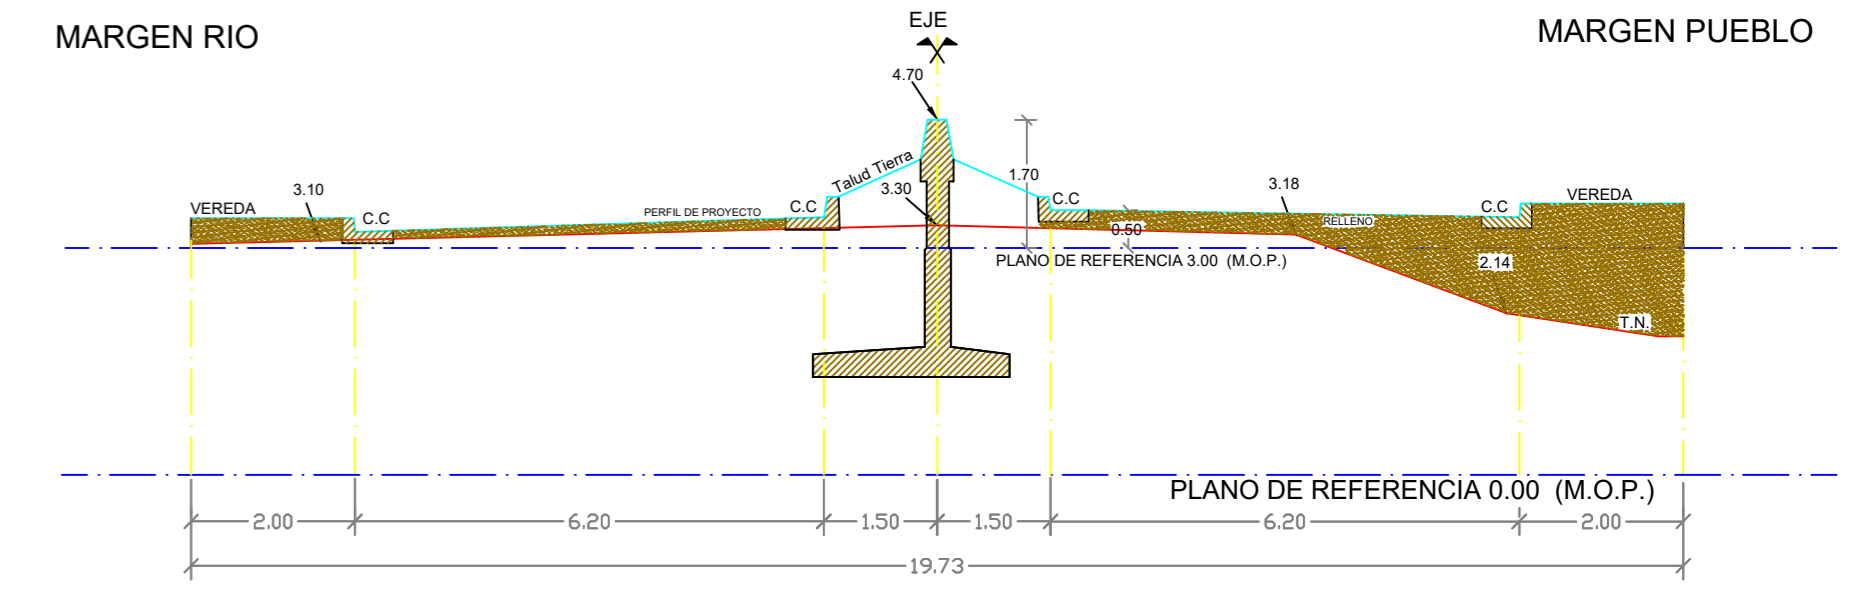 EJE
MARGEN RIO
MARGEN PUEBLO
4.70
Talud Tierra
1.70
3.10
3.30
3.18
VEREDA
C.C
PERFIL DE PROYECTO
C.C
C.C
RELLENO
C.C
VEREDA
0.50
PLANO DE REFERENCIA 3.00 (M.O.P.)
2.14
T.N.
PLANO DE REFERENCIA 0.00 (M.O.P.)
2.00
6.20
1.50
1.50
6.20
2.00
19.73